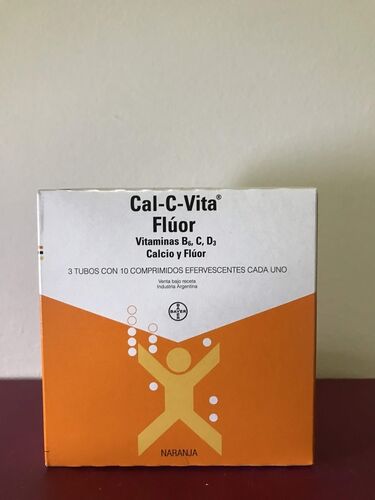 Cal-C-Vita®
Flúor
Vitaminas B₆, C, D₃
Calcio y Flúor
3 TUBOS CON 10 COMPRIMIDOS EFERVESCENTES CADA UNO
Venta bajo receta
Industria Argentina
BAYER
NARANJA